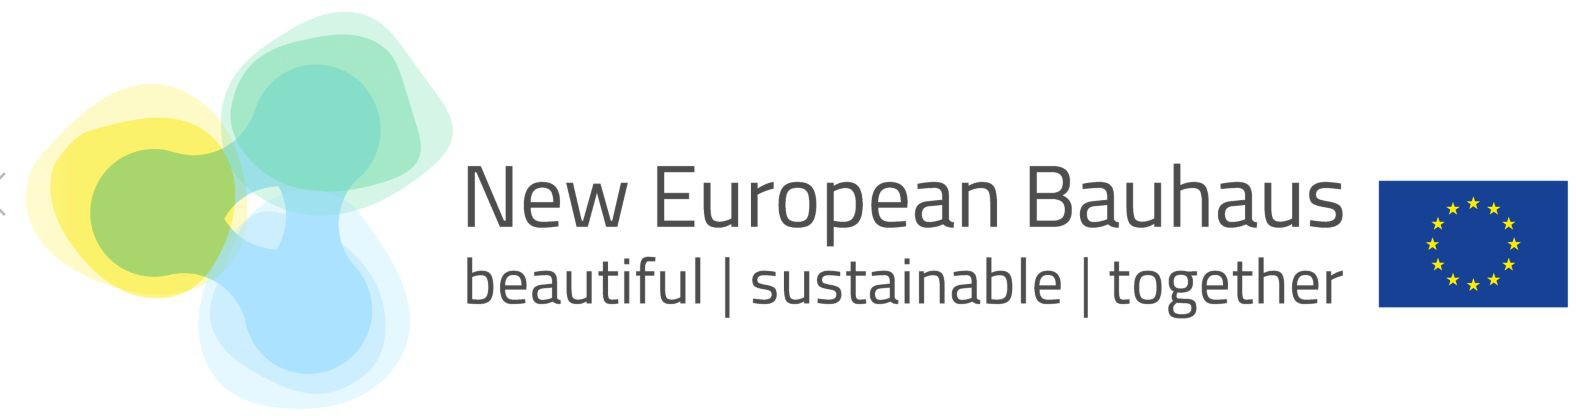 New European Bauhaus
beautiful | sustainable | together